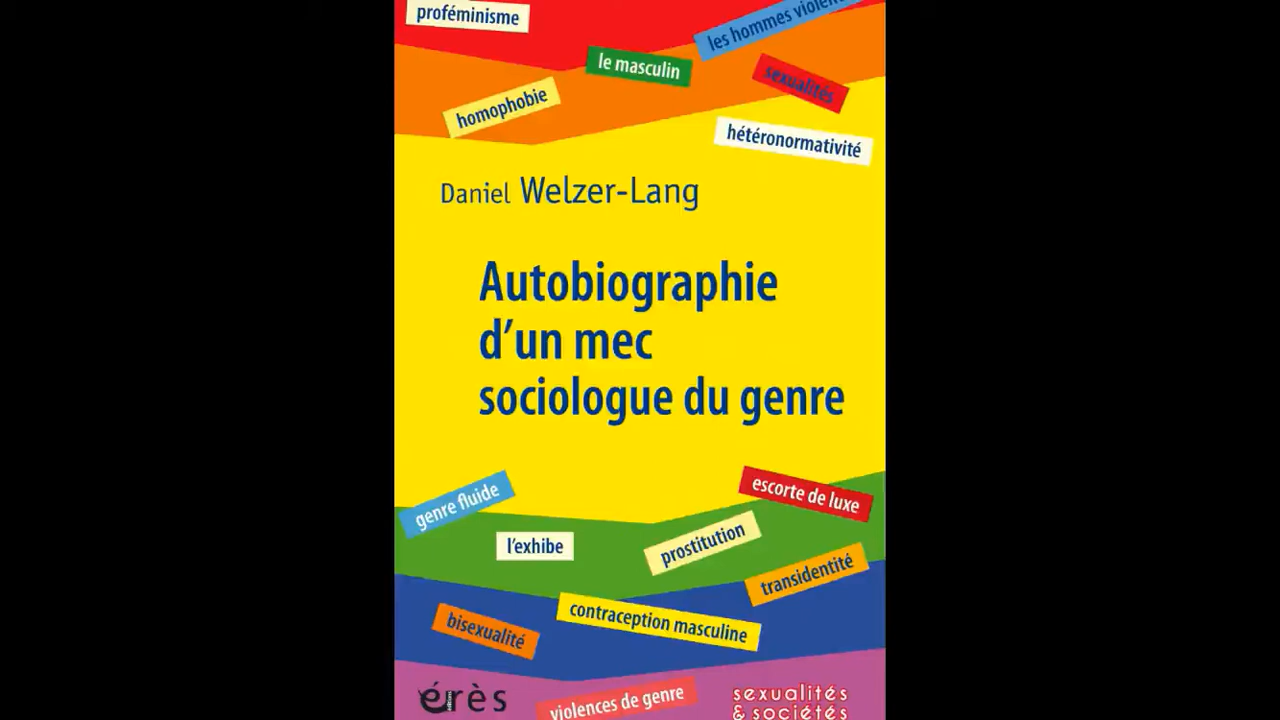 proféminisme
les hommes violent
le masculin
sexualités
homophobie
hétéronormativité
Daniel Welzer-Lang
Autobiographie
d'un mec
sociologue du genre
genre fluide
escorte de luxe
l'exhibe
prostitution
transidentité
bisexualité
contraception masculine
érès
violences de genre
sexualités
& sociétés